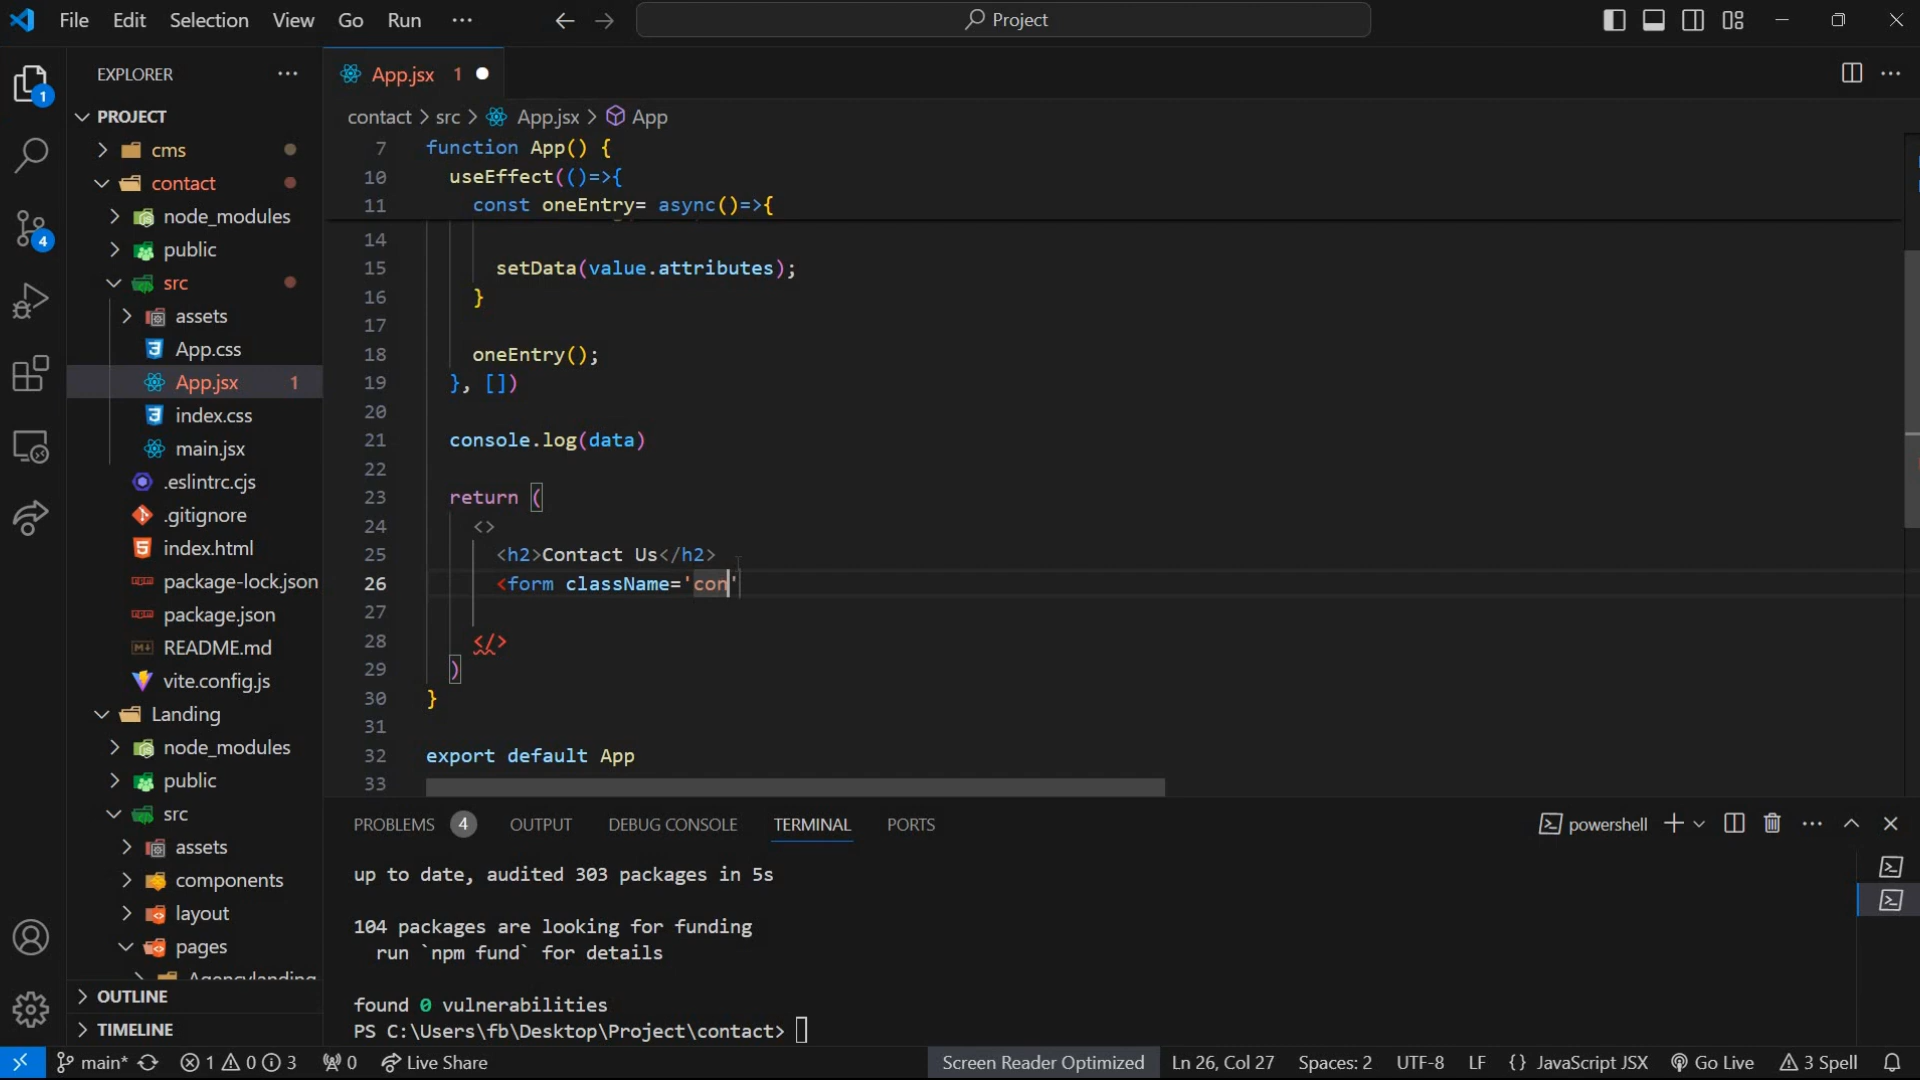 File Edit Selection View Go Run ··· Project
EXPLORER ···
App.jsx 1
PROJECT
cms
contact
node_modules
public
src
assets
App.css
App.jsx 1
index.css
main.jsx
.eslintrc.cjs
.gitignore
index.html
package-lock.json
package.json
README.md
vite.config.js
Landing
node_modules
public
src
assets
components
layout
pages
Agencylanding
OUTLINE
TIMELINE
1
4
contact > src > App.jsx > App
7 function App() {
10 useEffect(()=>{
11 const oneEntry= async()=>{
14
15 setData(value.attributes);
16 }
17
18 oneEntry();
19 }, [])
20
21 console.log(data)
22
23 return (
24 <>
25 <h2>Contact Us</h2>
26 <form className='con'
27
28 </>
29 )
30 }
31
32 export default App
33
PROBLEMS 4 OUTPUT DEBUG CONSOLE TERMINAL PORTS powershell
up to date, audited 303 packages in 5s
104 packages are looking for funding
run `npm fund` for details
found 0 vulnerabilities
PS C:\Users\fb\Desktop\Project\contact>
main* 1 0 3 0 Live Share Screen Reader Optimized Ln 26, Col 27 Spaces: 2 UTF-8 LF {} JavaScript JSX Go Live 3 Spell